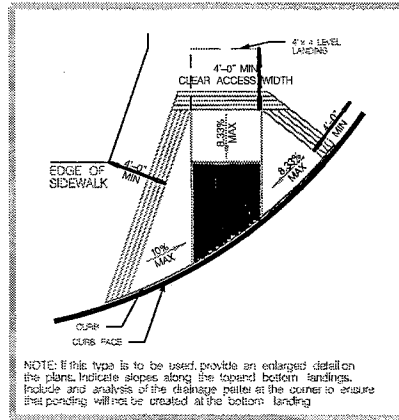 4' x 4' LEVEL
LANDING
4'-0" MIN
CLEAR ACCESS WIDTH
8.33%
MAX
4'-0"
MIN
EDGE OF
SIDEWALK
4'-0"
MIN
8.33%
MAX
10%
MAX
CURB
CURB FACE
NOTE: If this type is to be used, provide an enlarged detail on
the plans. Indicate slopes along the top and bottom landings.
Include and analysis of the drainage patter at the corner to ensure
that ponding will not be created at the bottom landing